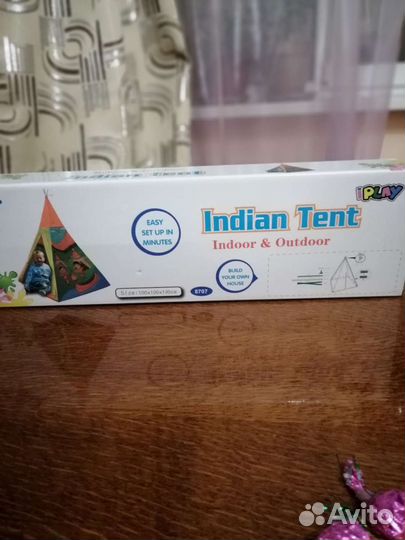 PLAY
EASY
SET UP IN
MINUTES
Indian Tent
Indoor & Outdoor
BUILD
YOUR OWN
HOUSE
8707
Avito